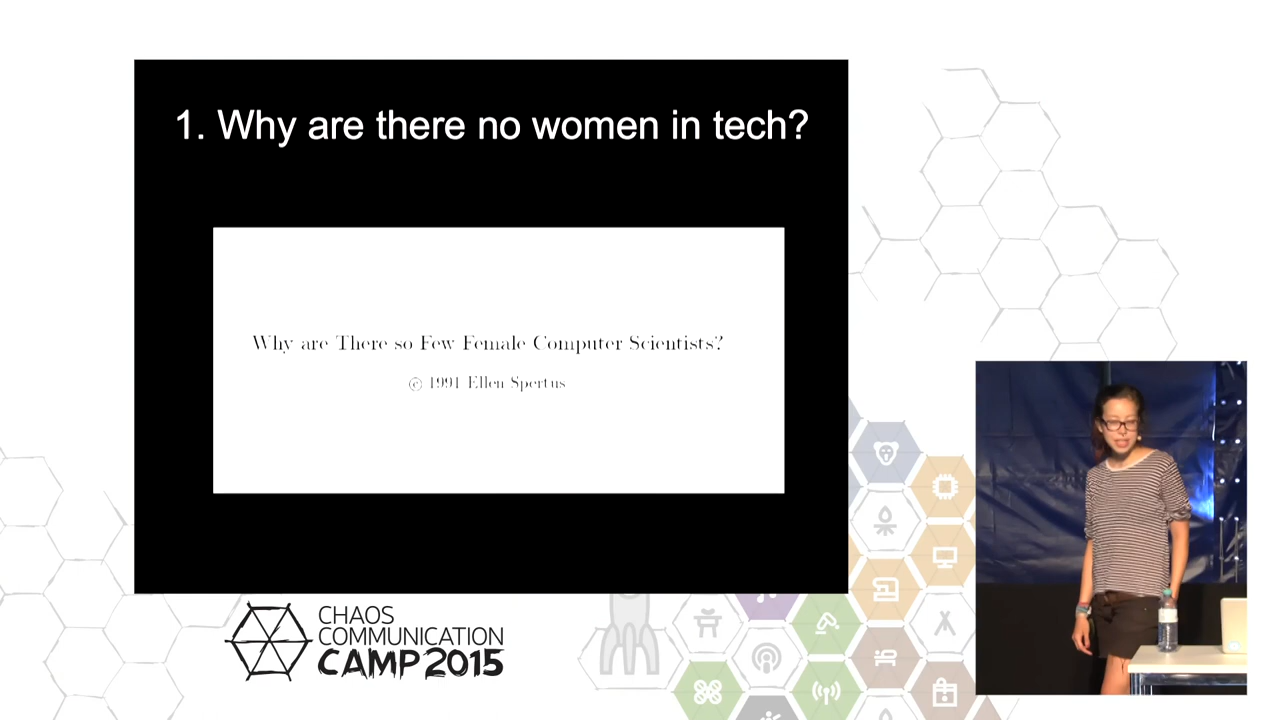 1. Why are there no women in tech?
Why are There so Few Female Computer Scientists?
© 1991 Ellen Spertus
CHAOS
COMMUNICATION
CAMP 2015